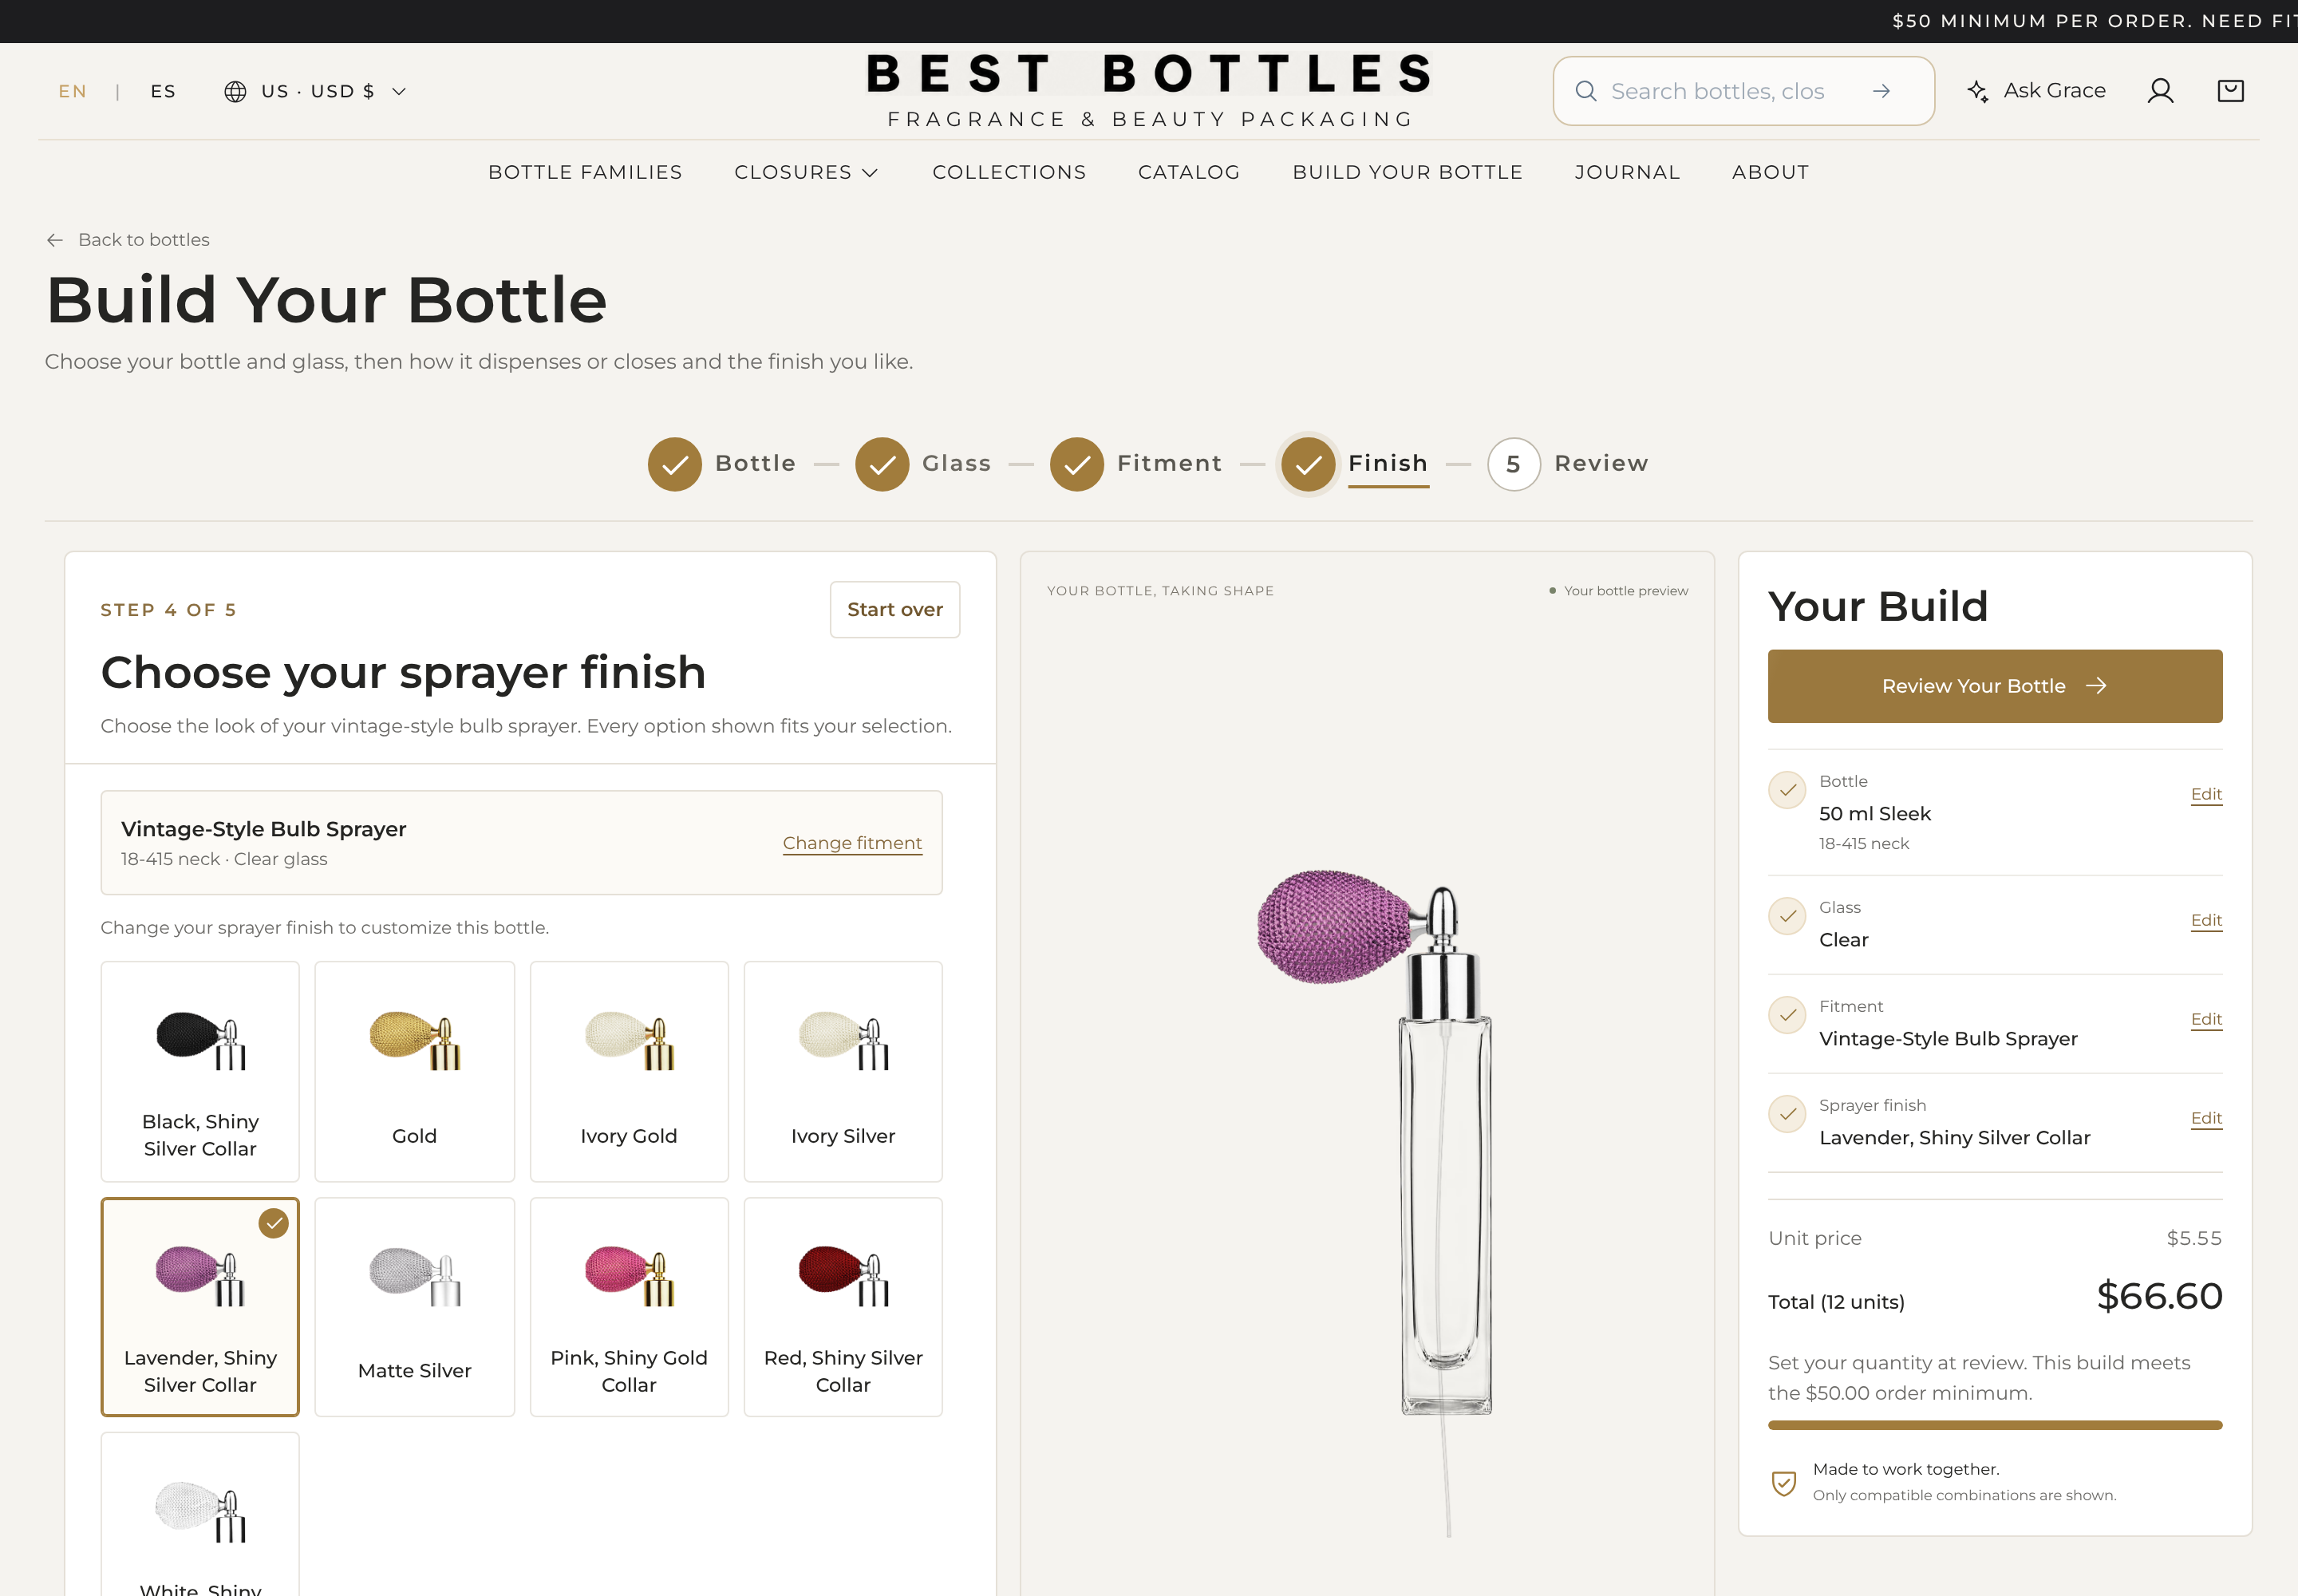 $50 MINIMUM PER ORDER. NEED
EN | ES US · USD $
BEST BOTTLES
FRAGRANCE & BEAUTY PACKAGING
Search bottles, clos
Ask Grace
BOTTLE FAMILIES CLOSURES COLLECTIONS CATALOG BUILD YOUR BOTTLE JOURNAL ABOUT
Back to bottles
Build Your Bottle
Choose your bottle and glass, then how it dispenses or closes and the finish you like.
Bottle Glass Fitment Finish 5 Review
STEP 4 OF 5
Start over
Choose your sprayer finish
Choose the look of your vintage-style bulb sprayer. Every option shown fits your selection.
Vintage-Style Bulb Sprayer
18-415 neck · Clear glass
Change fitment
Change your sprayer finish to customize this bottle.
Black, Shiny
Silver Collar
Gold
Ivory Gold
Ivory Silver
Lavender, Shiny
Silver Collar
Matte Silver
Pink, Shiny Gold
Collar
Red, Shiny Silver
Collar
White, Shiny
YOUR BOTTLE, TAKING SHAPE
Your bottle preview
Your Build
Review Your Bottle
Bottle
50 ml Sleek
18-415 neck
Edit
Glass
Clear
Edit
Fitment
Vintage-Style Bulb Sprayer
Edit
Sprayer finish
Lavender, Shiny Silver Collar
Edit
Unit price $5.55
Total (12 units) $66.60
Set your quantity at review. This build meets
the $50.00 order minimum.
Made to work together.
Only compatible combinations are shown.